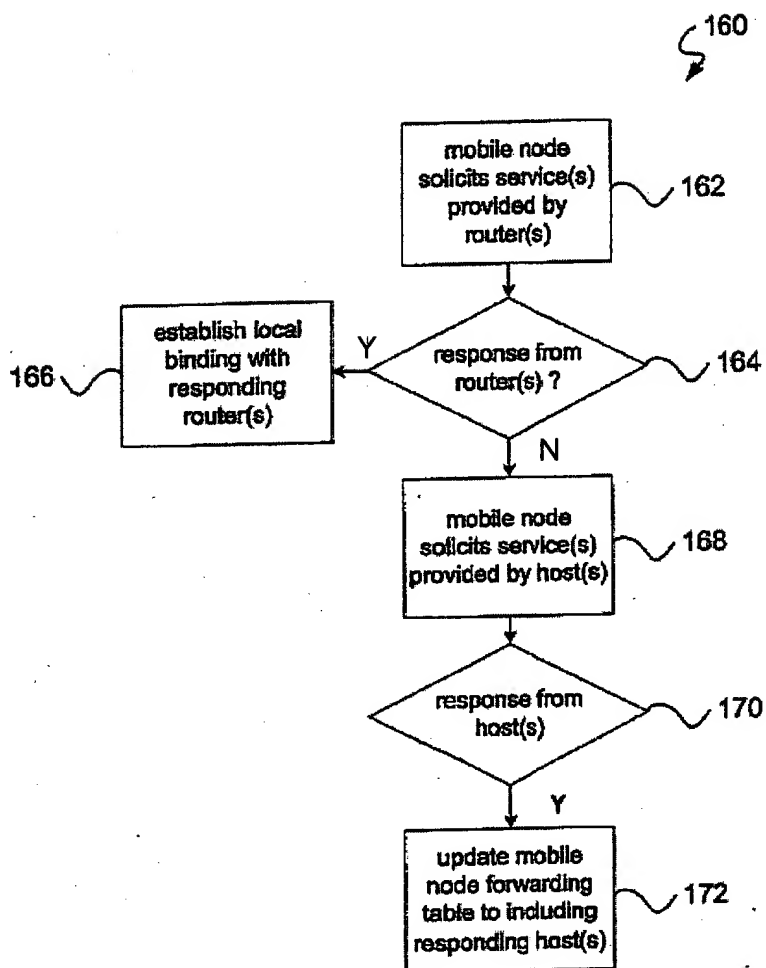 160
mobile node
solicits service(s)
provided by
router(s)
162
establish local
binding with
responding
router(s)
166
Y
response from
router(s) ?
164
N
mobile node
solicits service(s)
provided by host(s)
168
response from
host(s)
170
Y
update mobile
node forwarding
table to including
responding host(s)
172